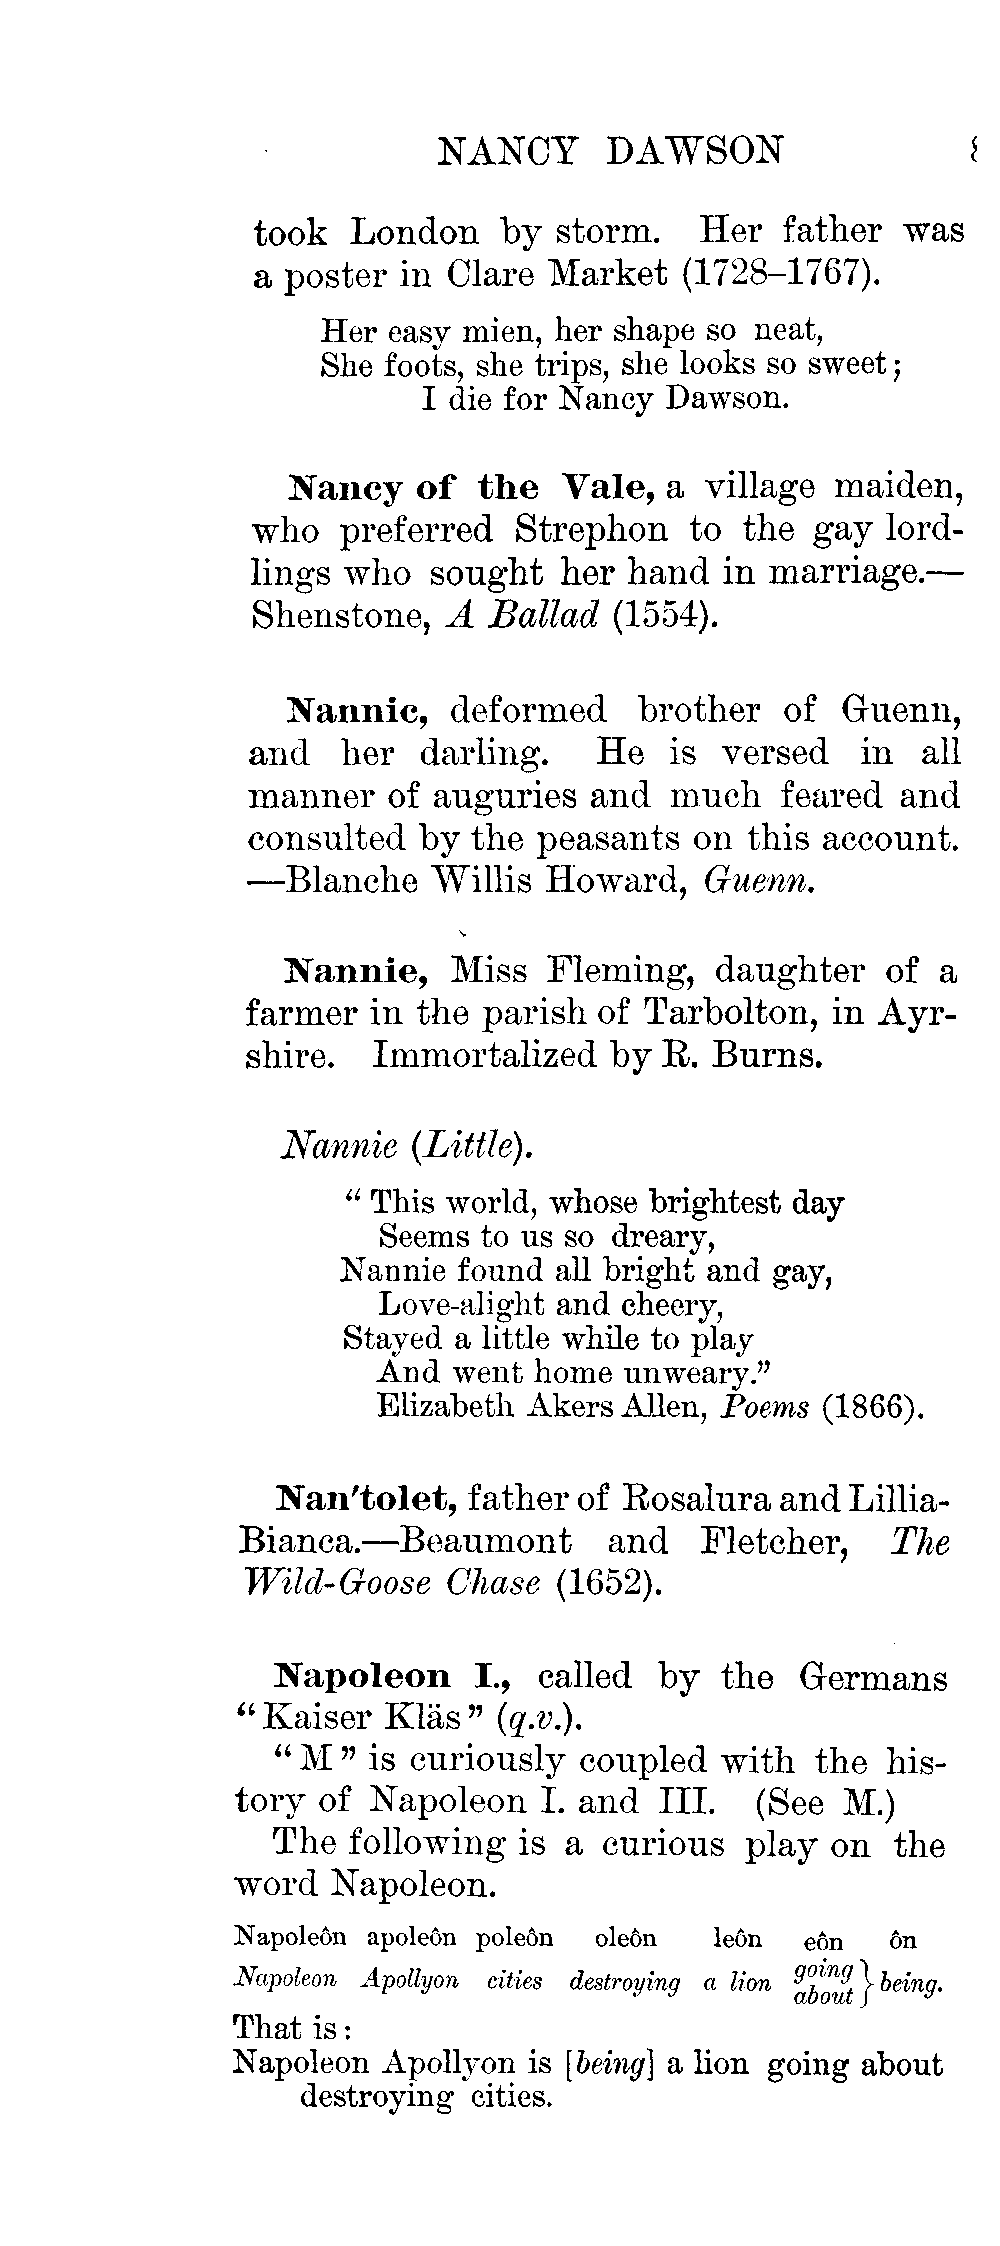 NANCY DAWSON
took London by storm. Her father was
a poster in Clare Market (1728–1767).
Her easy mien, her shape so neat,
She foots, she trips, she looks so sweet;
I die for Nancy Dawson.
Nancy of the Vale, a village maiden,
who preferred Strephon to the gay lord-
lings who sought her hand in marriage.—
Shenstone, A Ballad (1554).
Nannic, deformed brother of Guenn,
and her darling. He is versed in all
manner of auguries and much feared and
consulted by the peasants on this account.
—Blanche Willis Howard, Guenn.
Nannie, Miss Fleming, daughter of a
farmer in the parish of Tarbolton, in Ayr-
shire. Immortalized by R. Burns.
Nannie (Little).
“This world, whose brightest day
Seems to us so dreary,
Nannie found all bright and gay,
Love-alight and cheery,
Stayed a little while to play
And went home unweary.”
Elizabeth Akers Allen, Poems (1866).
Nan'tolet, father of Rosalura and Lillia-
Bianca.—Beaumont and Fletcher, The
Wild-Goose Chase (1652).
Napoleon I., called by the Germans
“Kaiser Kläs” (q.v.).
“M” is curiously coupled with the his-
tory of Napoleon I. and III. (See M.)
The following is a curious play on the
word Napoleon.
Napoleôn apoleôn poleôn oleôn leôn eôn ôn
Napoleon Apollyon cities destroying a lion going about } being.
That is:
Napoleon Apollyon is [being] a lion going about
destroying cities.